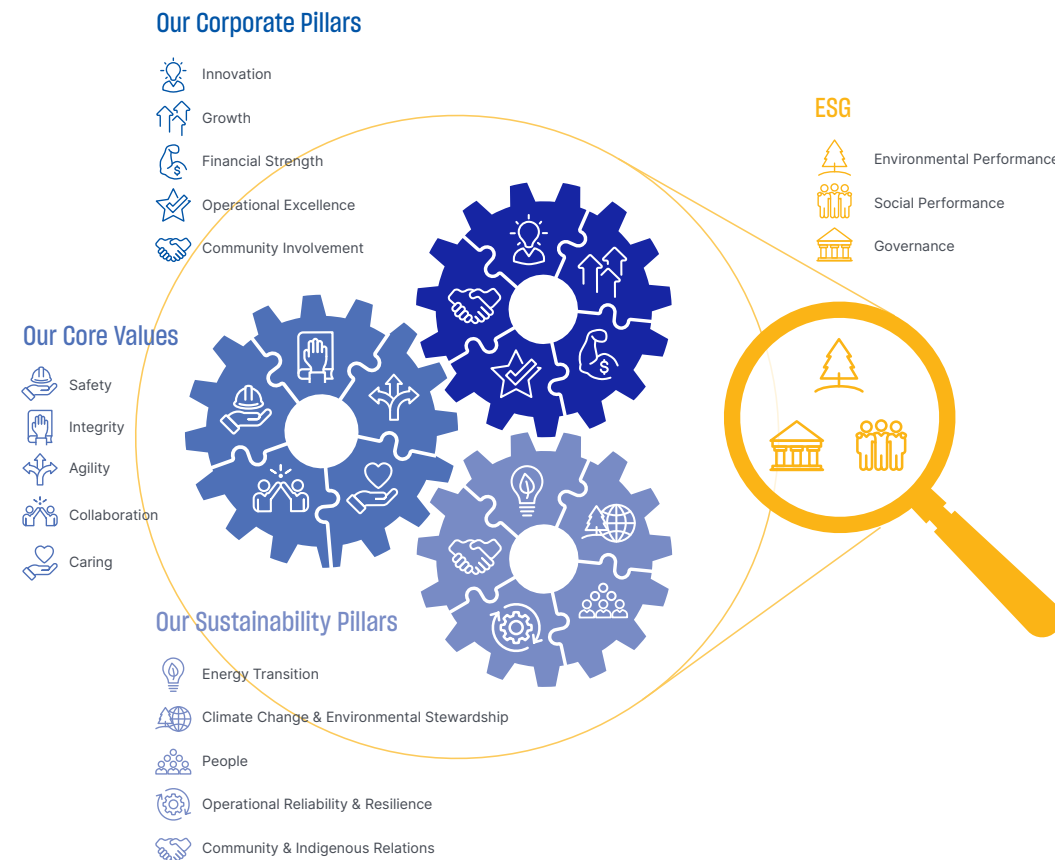 Our Corporate Pillars
Innovation
Growth
Financial Strength
Operational Excellence
Community Involvement
ESG
Environmental Performance
Social Performance
Governance
Our Core Values
Safety
Integrity
Agility
Collaboration
Caring
Our Sustainability Pillars
Energy Transition
Climate Change & Environmental Stewardship
People
Operational Reliability & Resilience
Community & Indigenous Relations